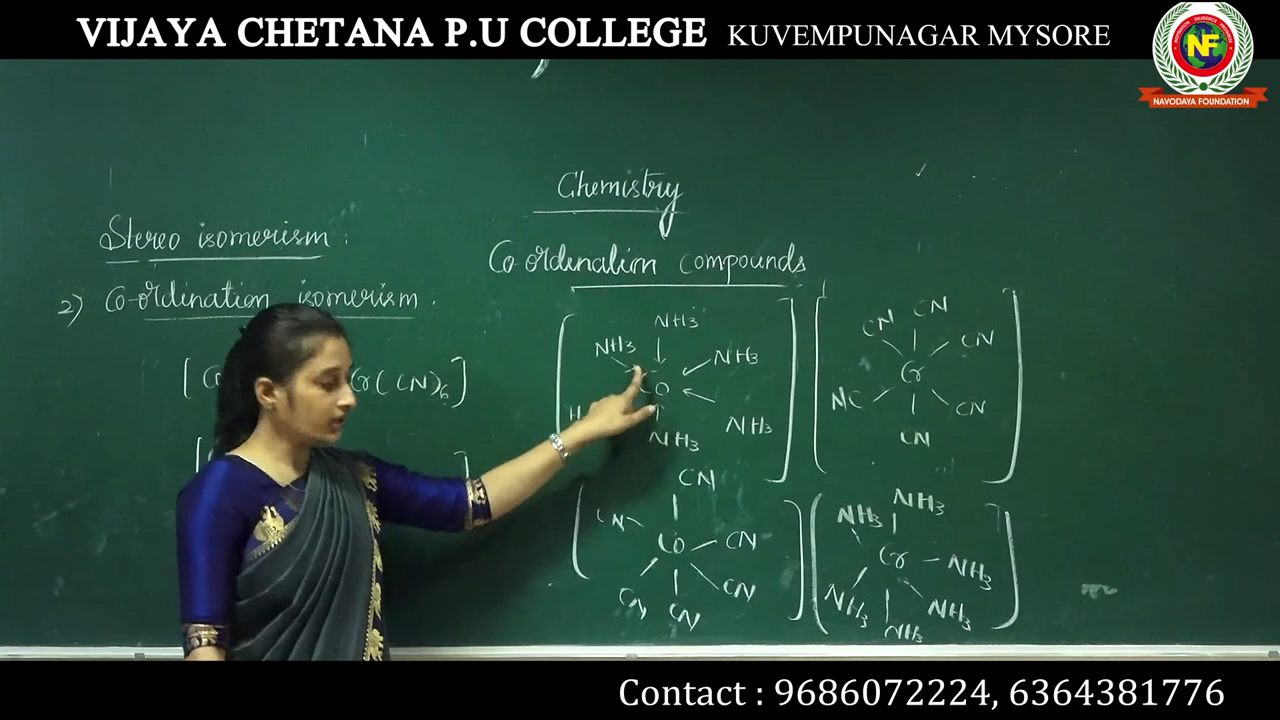 VIJAYA CHETANA P.U COLLEGE KUVEMPUNAGAR MYSORE
NF
NAVODAYA FOUNDATION
Chemistry
Stereo isomerism :
Co ordination compounds
2) Co-ordination isomerism .
NH3
NH3
NH3
CO
NH3
NH3
CN
CN
CN
Cr
NC
CN
CN
Cr(CN)6]
CN
CN
CO
CN
CN
CN
CN
NH3
NH3
Cr
NH3
NH3
NH3
NH3
Contact : 9686072224, 6364381776